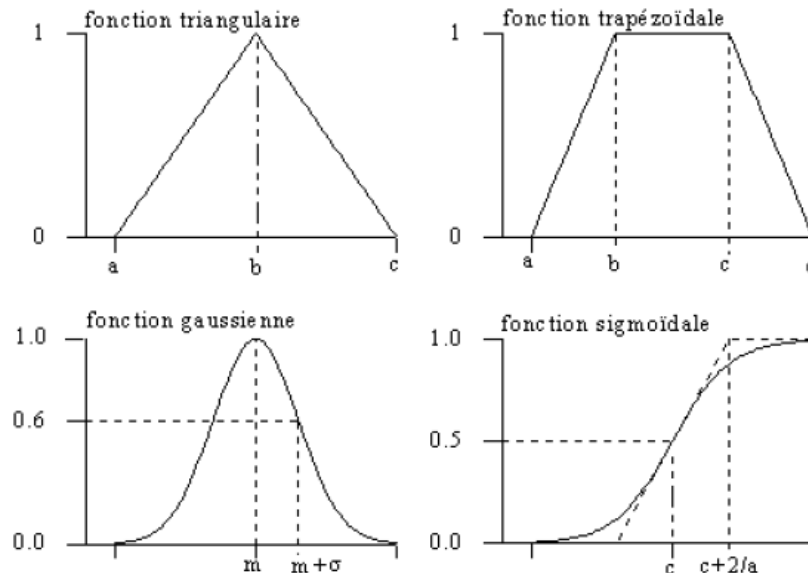 fonction triangulaire
1
0
a
b
c
fonction trapézoïdale
1
0
a
b
c
fonction gaussienne
1.0
0.6
0.0
m
m+σ
fonction sigmoïdale
1.0
0.5
0.0
c
c+2/a